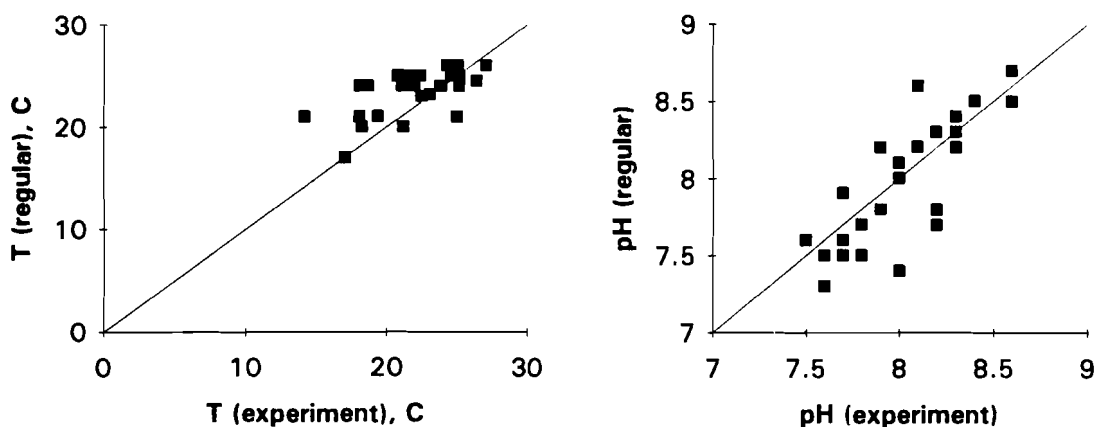 30
20
10
0
T (regular), C
0 10 20 30
T (experiment), C
9
8.5
8
7.5
7
pH (regular)
7 7.5 8 8.5 9
pH (experiment)